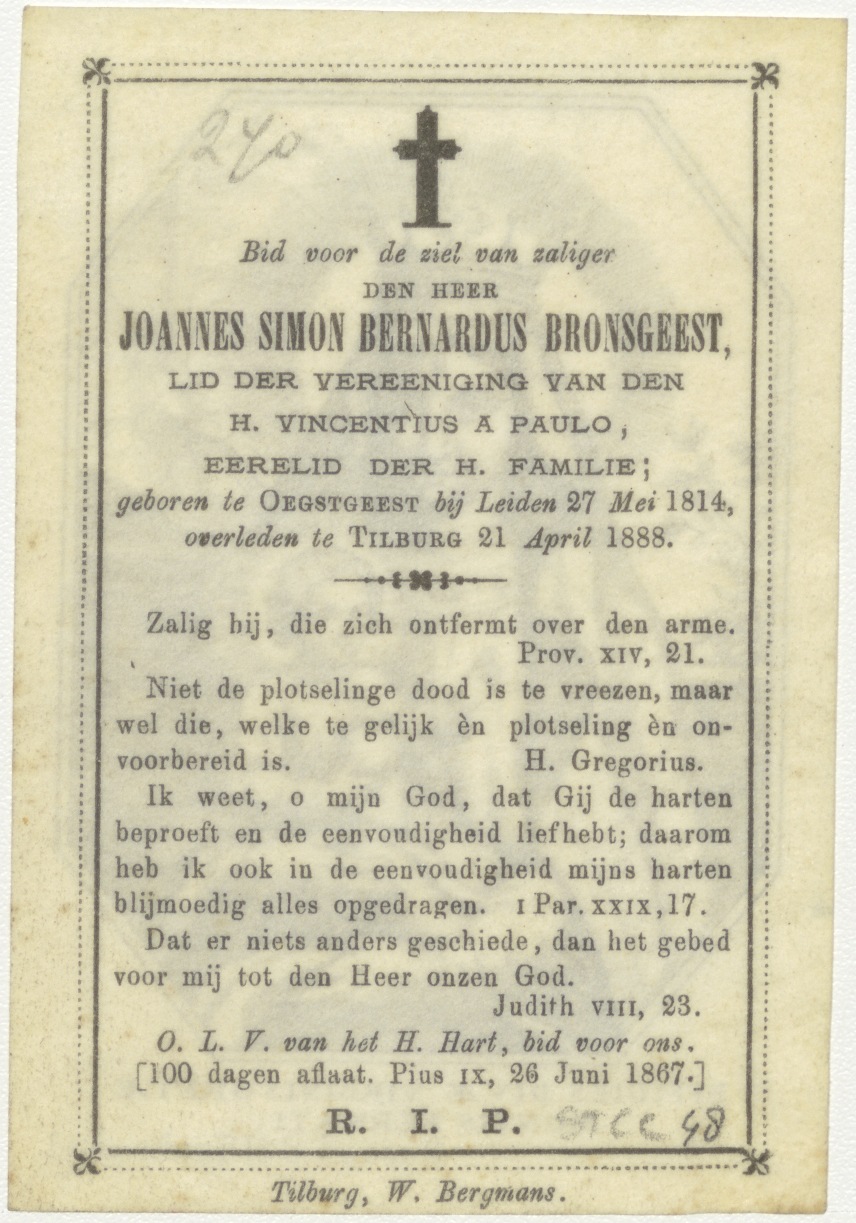 240
Bid voor de ziel van zaliger
DEN HEER
JOANNES SIMON BERNARDUS BRONSGEEST,
LID DER VEREENIGING VAN DEN
H. VINCENTIUS A PAULO,
EERELID DER H. FAMILIE;
geboren te OEGSTGEEST bij Leiden 27 Mei 1814,
overleden te TILBURG 21 April 1888.
Zalig hij, die zich ontfermt over den arme.
Prov. XIV, 21.
Niet de plotselinge dood is te vreezen, maar
wel die, welke te gelijk èn plotseling èn on-
voorbereid is. H. Gregorius.
Ik weet, o mijn God, dat Gij de harten
beproeft en de eenvoudigheid liefhebt; daarom
heb ik ook in de eenvoudigheid mijns harten
blijmoedig alles opgedragen. I Par. XXIX, 17.
Dat er niets anders geschiede, dan het gebed
voor mij tot den Heer onzen God.
Judith VIII, 23.
O. L. V. van het H. Hart, bid voor ons.
[100 dagen aflaat. Pius IX, 26 Juni 1867.]
R. I. P. 48
Tilburg, W. Bergmans.